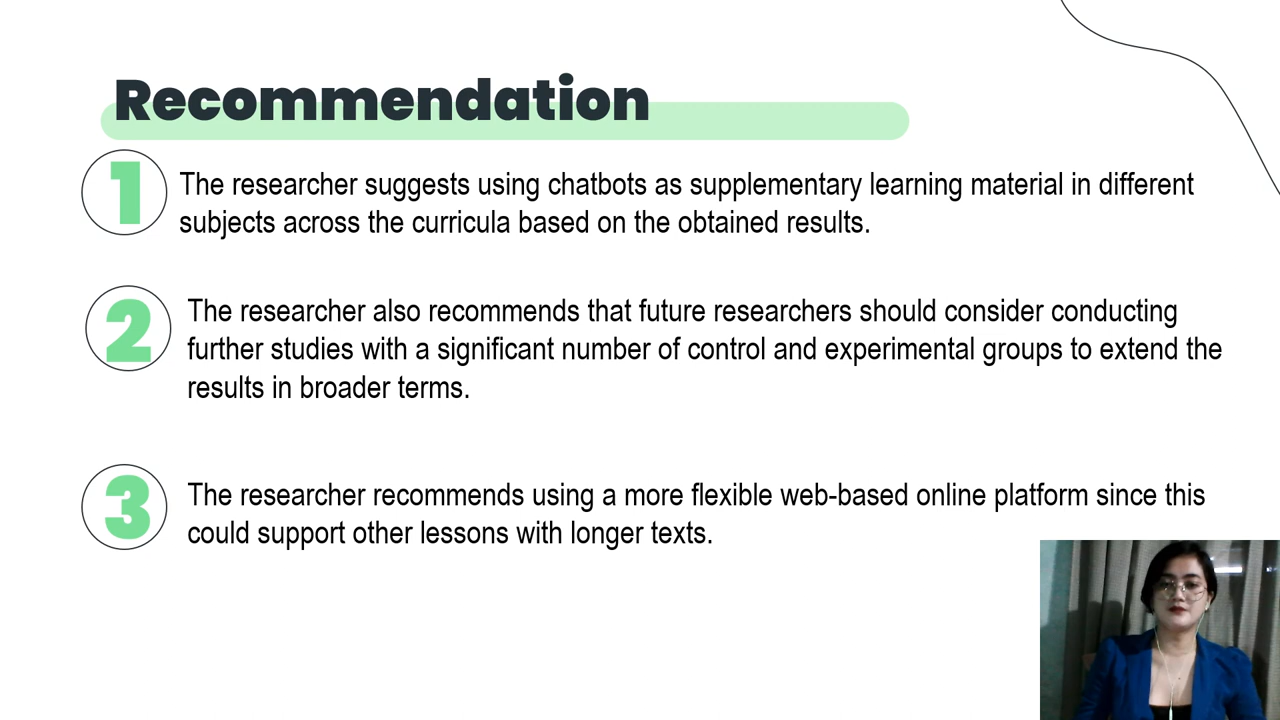 Recommendation
1
The researcher suggests using chatbots as supplementary learning material in different
subjects across the curricula based on the obtained results.
2
The researcher also recommends that future researchers should consider conducting
further studies with a significant number of control and experimental groups to extend the
results in broader terms.
3
The researcher recommends using a more flexible web-based online platform since this
could support other lessons with longer texts.